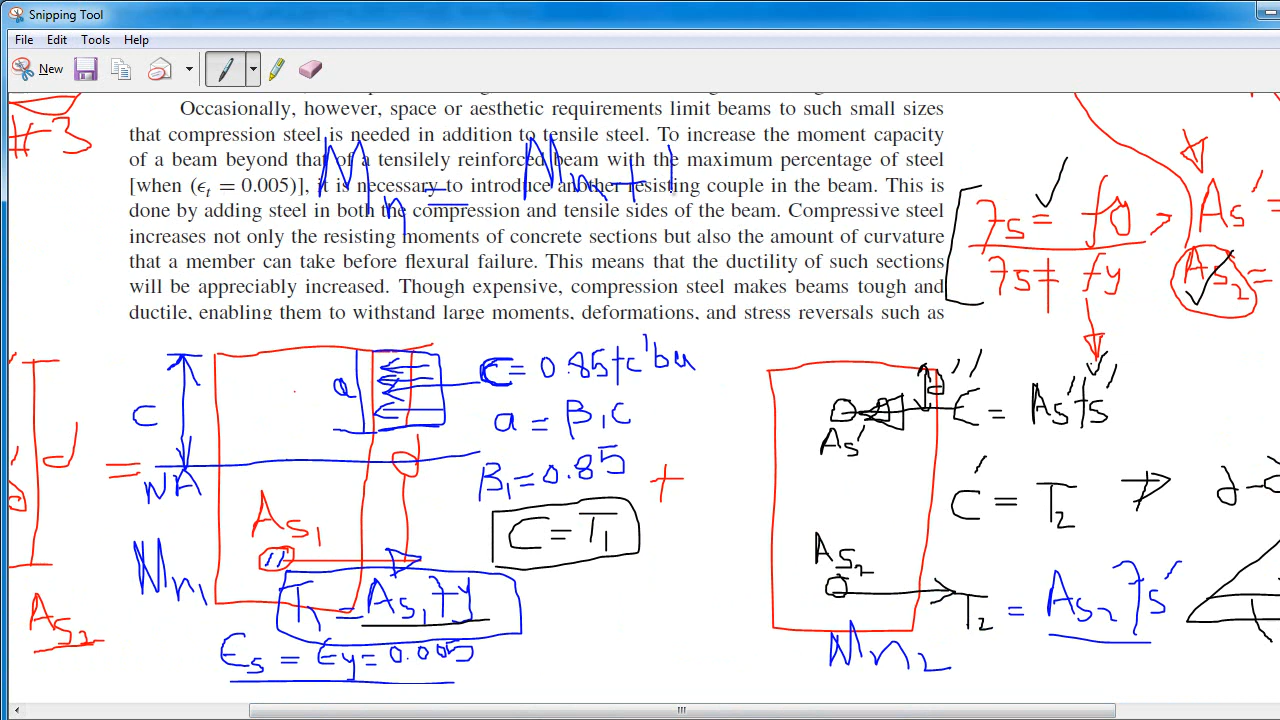 Snipping Tool
File Edit Tools Help
New
Occasionally, however, space or aesthetic requirements limit beams to such small sizes
that compression steel is needed in addition to tensile steel. To increase the moment capacity
of a beam beyond that of a tensilely reinforced beam with the maximum percentage of steel
[when (ϵt = 0.005)], it is necessary to introduce another resisting couple in the beam. This is
done by adding steel in both the compression and tensile sides of the beam. Compressive steel
increases not only the resisting moments of concrete sections but also the amount of curvature
that a member can take before flexural failure. This means that the ductility of such sections
will be appreciably increased. Though expensive, compression steel makes beams tough and
ductile, enabling them to withstand large moments, deformations, and stress reversals such as
#3
Mn = Mn+
As' =
As2 =
C
a
C = 0.85fc'ba
a = β1c
β1 = 0.85
C = T1
d
=
NA
As1
Mn1
T1 = As1 fy
Es = Ey = 0.005
As2
+
As'
C' = As' fs'
C' = T2
As2
T2 = As2 fs'
Mn2